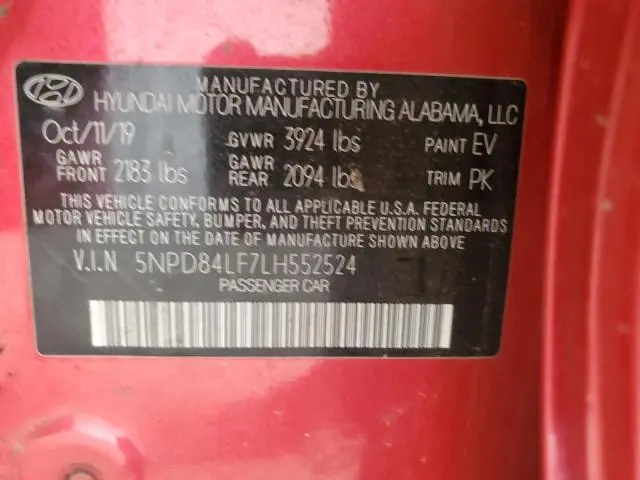 MANUFACTURED BY
HYUNDAI MOTOR MANUFACTURING ALABAMA, LLC
Oct/11/19 GVWR 3924 lbs PAINT EV
GAWR FRONT 2183 lbs GAWR REAR 2094 lbs TRIM PK
THIS VEHICLE CONFORMS TO ALL APPLICABLE U.S.A. FEDERAL
MOTOR VEHICLE SAFETY, BUMPER, AND THEFT PREVENTION STANDARDS
IN EFFECT ON THE DATE OF MANUFACTURE SHOWN ABOVE.
V.I.N 5NPD84LF7LH552524
PASSENGER CAR